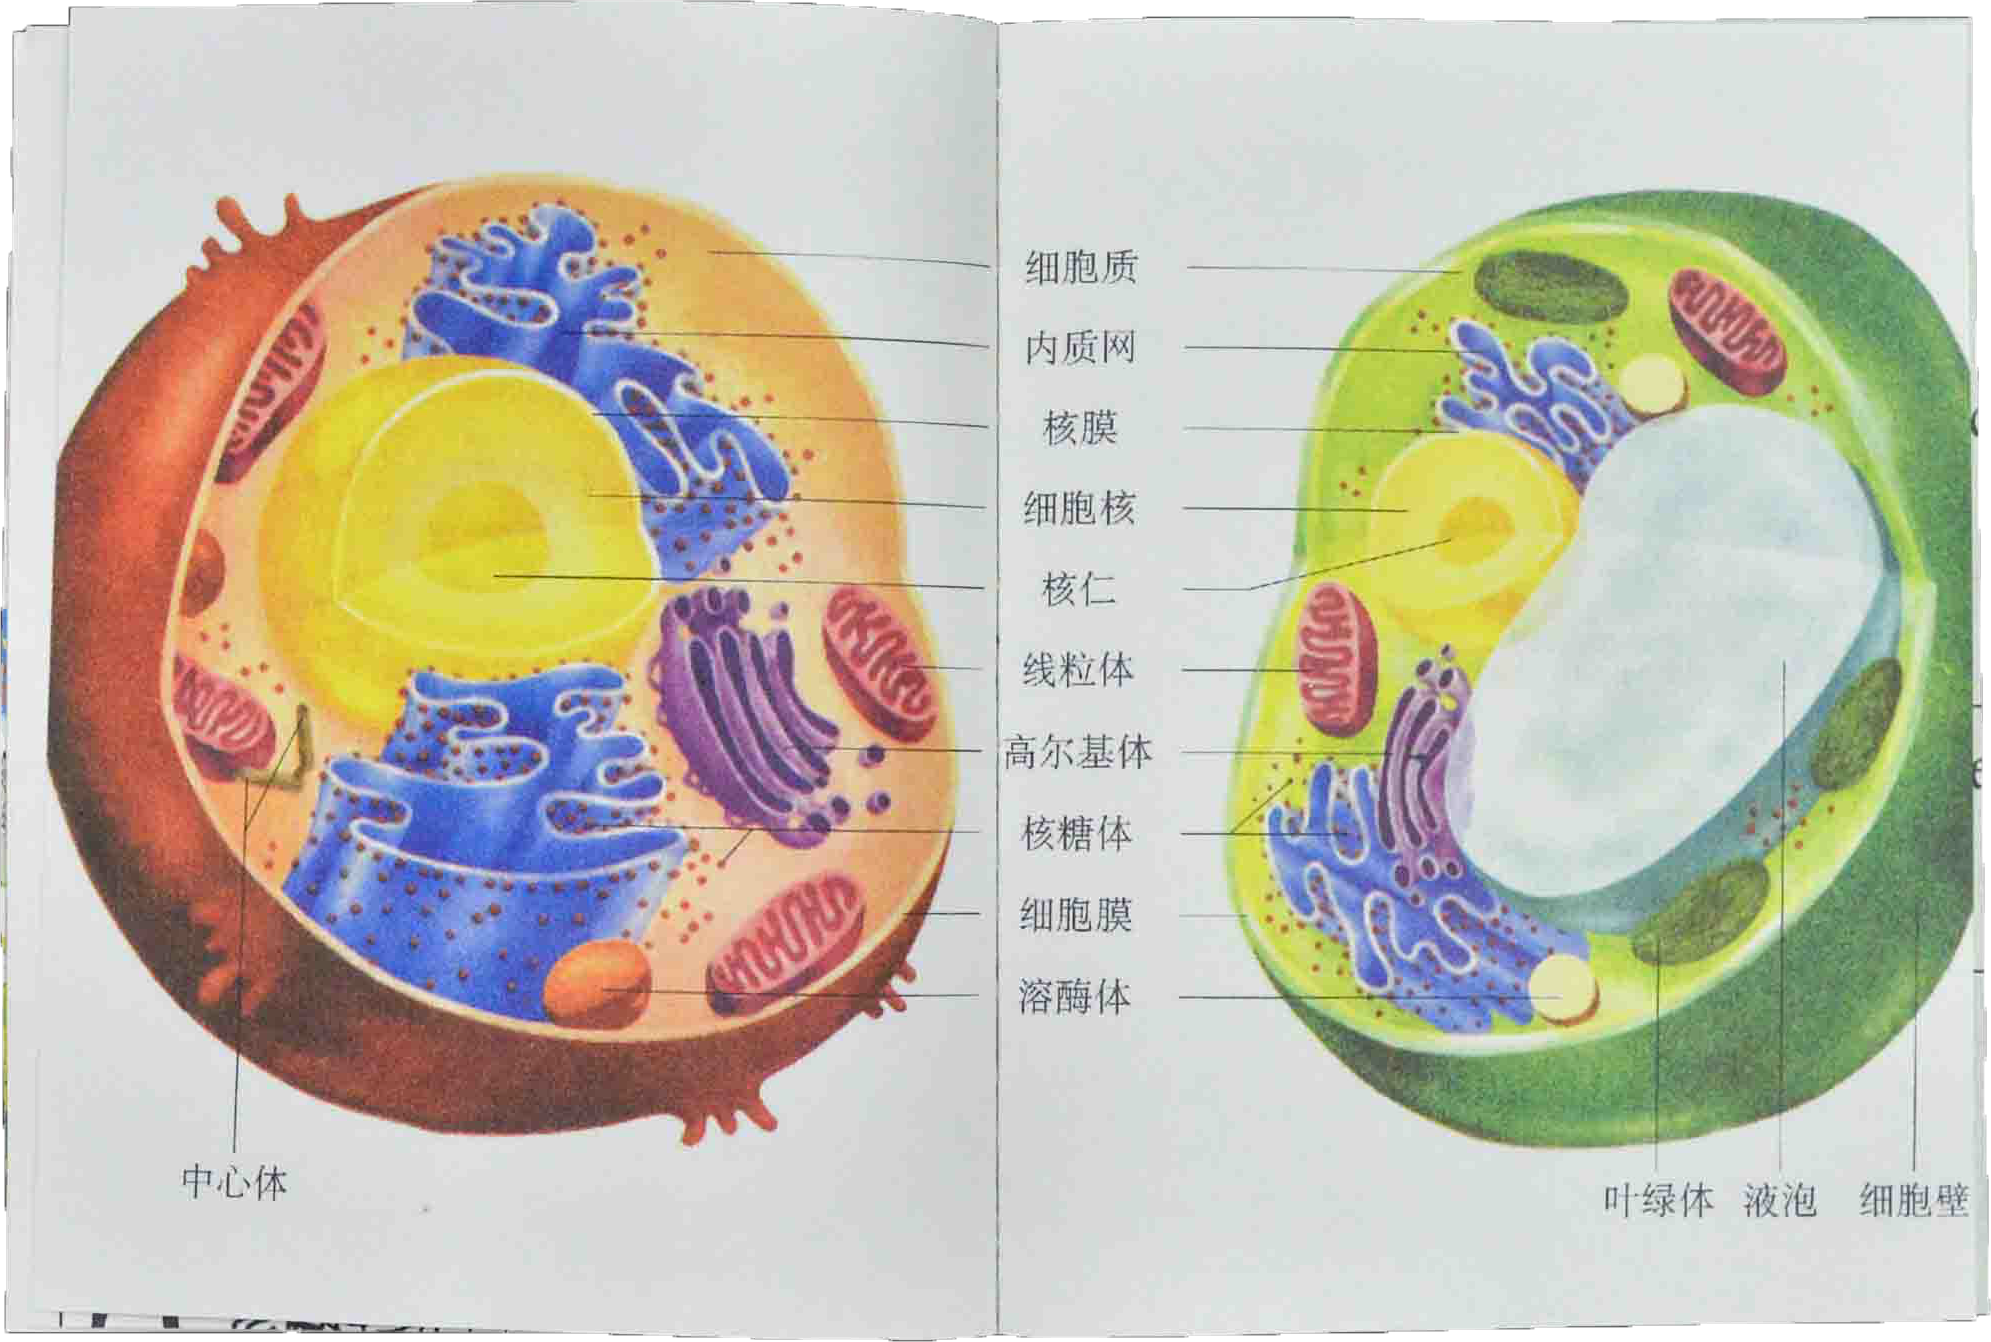 细胞质
内质网
核膜
细胞核
核仁
线粒体
高尔基体
核糖体
细胞膜
溶酶体
中心体
叶绿体 液泡 细胞壁